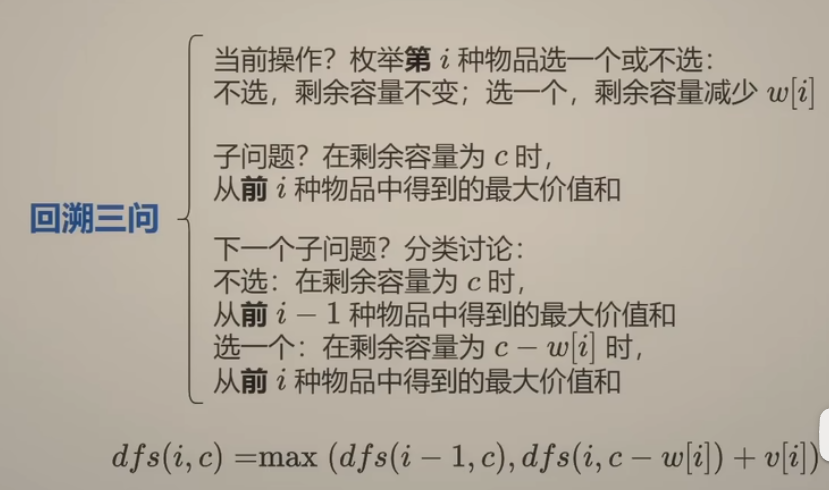 当前操作？枚举第 i 种物品选一个或不选：
不选，剩余容量不变；选一个，剩余容量减少 w[i]
子问题？在剩余容量为 c 时，
从前 i 种物品中得到的最大价值和
回溯三问
下一个子问题？分类讨论：
不选：在剩余容量为 c 时，
从前 i − 1 种物品中得到的最大价值和
选一个：在剩余容量为 c − w[i] 时，
从前 i 种物品中得到的最大价值和
dfs(i, c) =max (dfs(i − 1, c), dfs(i, c − w[i]) + v[i])